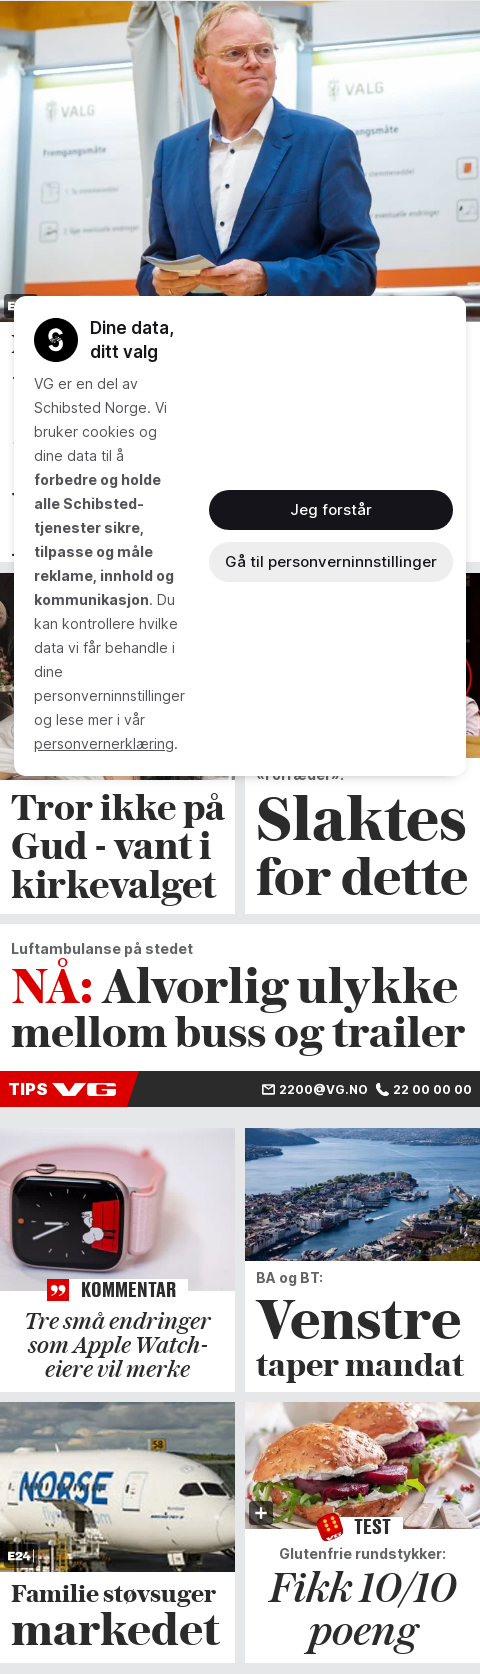 VALG
VALG
Fremgangsmåte
Dine data,
ditt valg
VG er en del av
Schibsted Norge. Vi
bruker cookies og
dine data til å
forbedre og holde
alle Schibsted-
tjenester sikre,
tilpasse og måle
reklame, innhold og
kommunikasjon. Du
kan kontrollere hvilke
data vi får behandle i
dine
personverninnstillinger
og lese mer i vår
personvernerklæring.
Jeg forstår
Gå til personverninnstillinger
Tror ikke på
Gud - vant i
kirkevalget
«Forræder»:
Slaktes
for dette
Luftambulanse på stedet
NÅ: Alvorlig ulykke
mellom buss og trailer
TIPS VG
2200@VG.NO 22 00 00 00
KOMMENTAR
Tre små endringer
som Apple Watch-
eiere vil merke
BA og BT:
Venstre
taper mandat
58
NORSE
E24
Familie støvsuger
markedet
+
TEST
Glutenfrie rundstykker:
Fikk 10/10
poeng